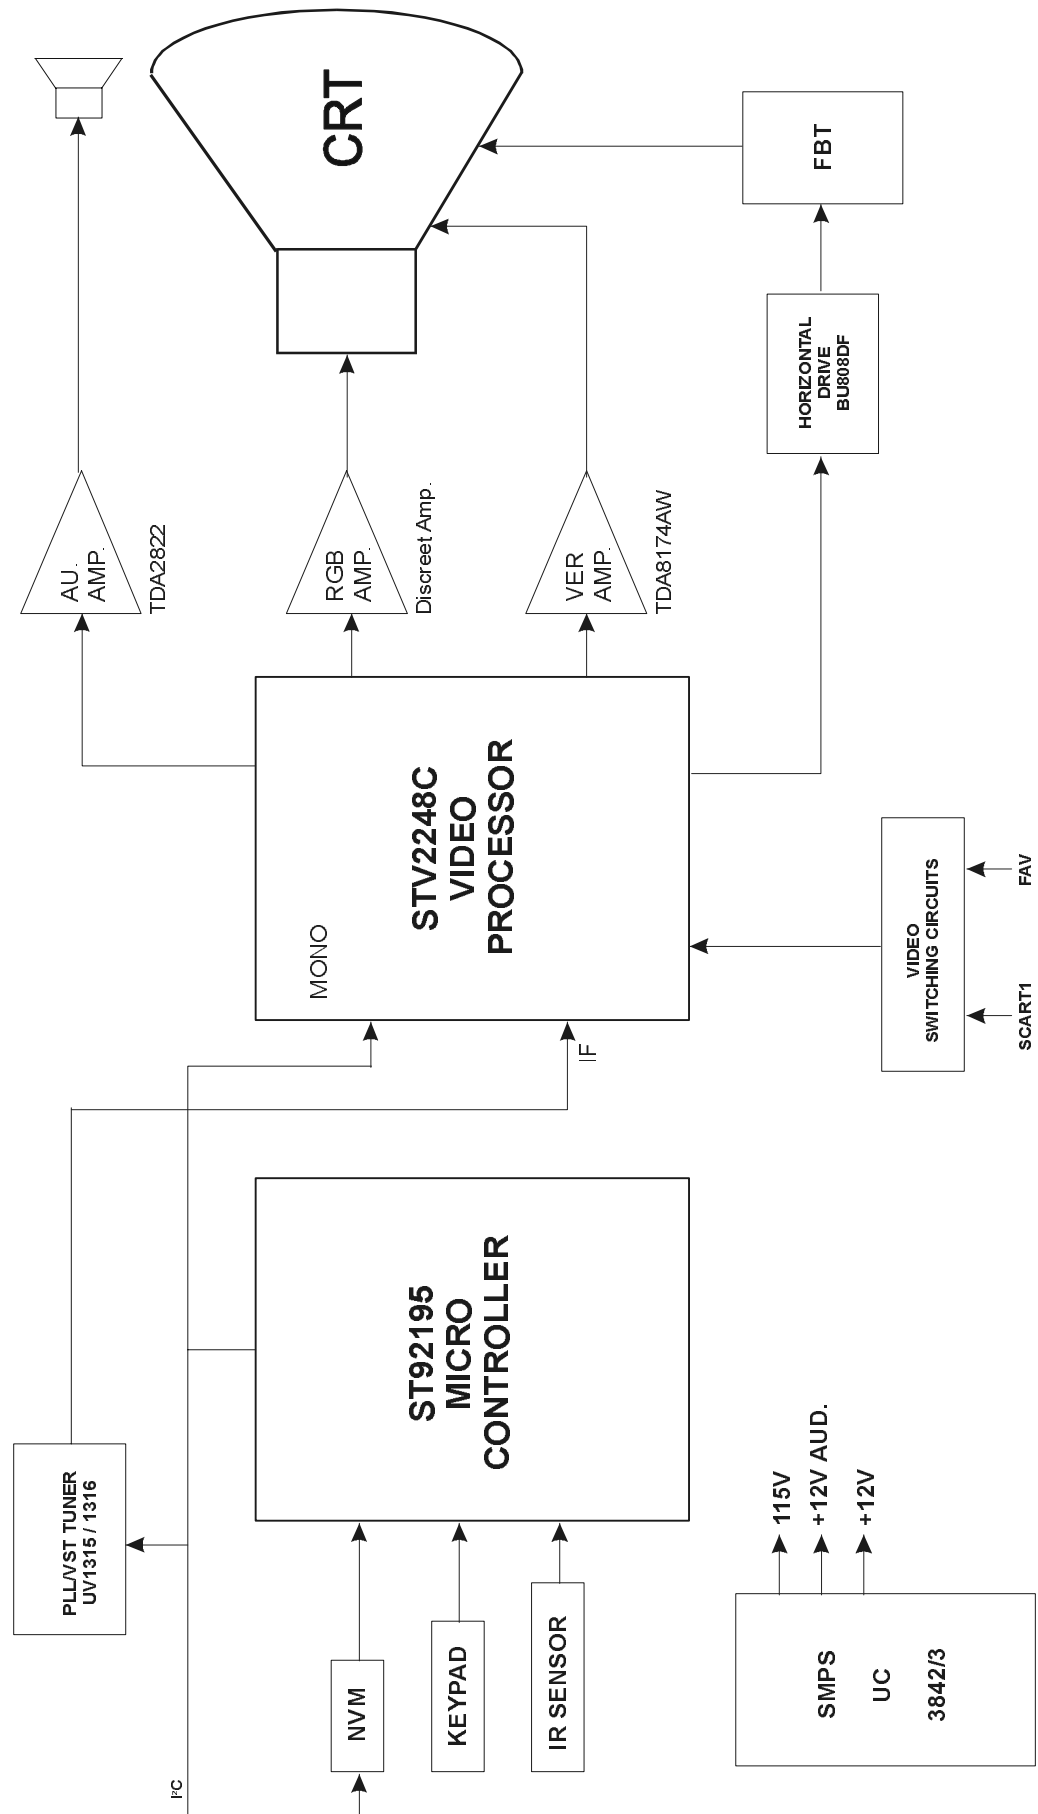 CRT
FBT
HORIZONTAL
DRIVE
BU808DF
AU.
AMP.
TDA2822
RGB
AMP.
Discreet Amp.
VER
AMP.
TDA8174AW
STV2248C
VIDEO
PROCESSOR
MONO
IF
VIDEO
SWITCHING CIRCUITS
FAV
SCART1
ST92195
MICRO
CONTROLLER
PLL/VST TUNER
UV1315 / 1316
NVM
KEYPAD
IR SENSOR
I²C
115V
+12V AUD.
+12V
SMPS
UC
3842/3